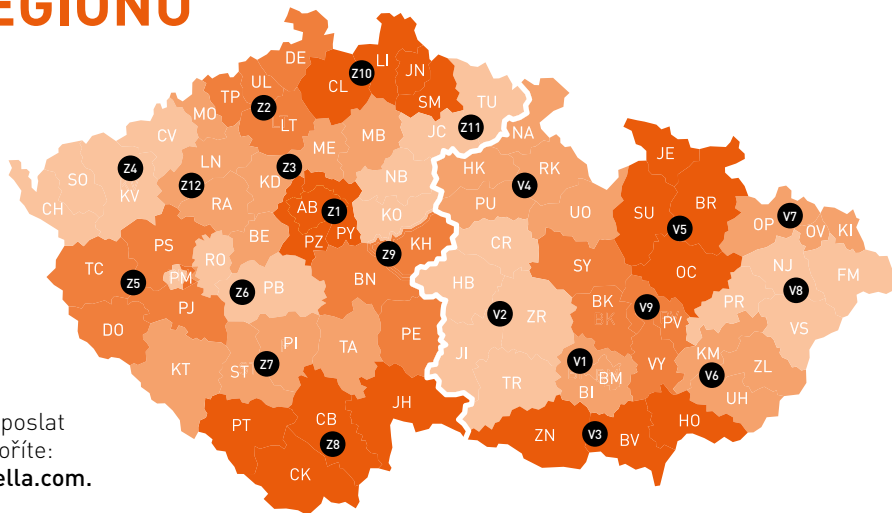 EGIONŮ
DE
LI
Z10
JN
CL
UL
TP
Z2
SM
TU
MO
LT
JC
Z11
NA
CV
ME
MB
LN
Z3
HK
RK
JE
Z4
SO
Z12
KD
NB
V4
KV
CH
RA
AB
Z1
KO
PU
UO
SU
BR
V7
OP
OV
KI
PY
V5
BE
PZ
KH
CR
PS
RO
Z9
NJ
TC
SY
OC
FM
PM
BN
Z5
Z6
PB
HB
V8
BK
V9
PR
PJ
V2
ZR
PV
DO
PE
VS
PI
TA
JI
V1
KM
VY
ZL
KT
ST
Z7
BM
V6
TR
BI
UH
JH
poslat
PT
CB
HO
oříte:
Z8
ZN
V3
BV
ella.com.
CK